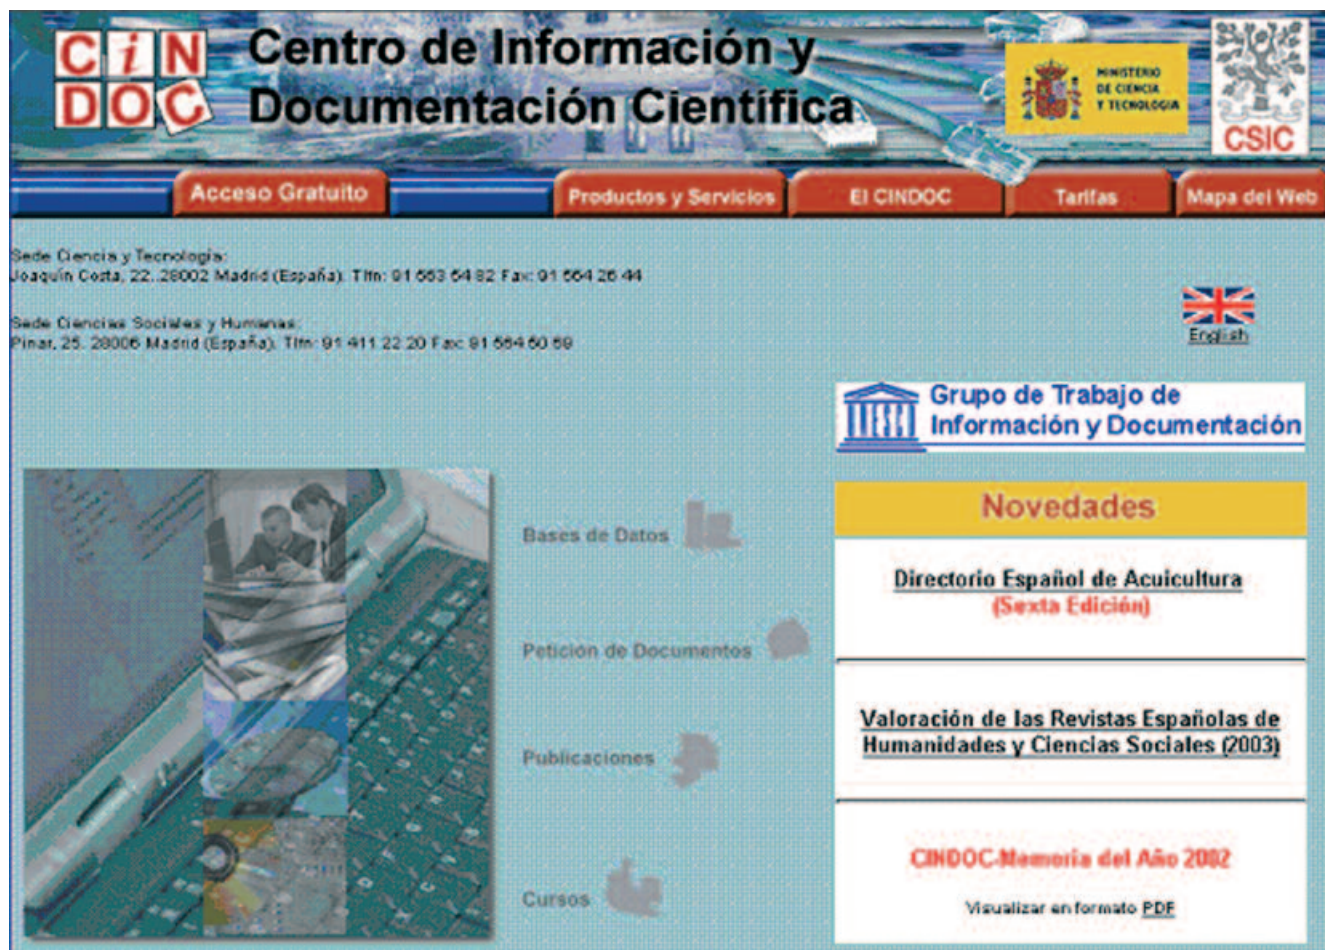 CiN
DOC
Centro de Información y
Documentación Científica
MINISTERIO
DE CIENCIA
Y TECNOLOGIA
CSIC
Acceso Gratuito
Productos y Servicios
El CINDOC
Tarifas
Mapa del Web
Sede Ciencia y Tecnología:
Joaquín Costa, 22. 28002 Madrid (España). Tlfn: 91 563 54 82 Fax: 91 564 26 44
Sede Ciencias Sociales y Humanas:
Pinar, 25. 28006 Madrid (España). Tlfn: 91 411 22 20 Fax: 91 564 50 69
English
Grupo de Trabajo de
Información y Documentación
Bases de Datos
Petición de Documentos
Publicaciones
Cursos
Novedades
Directorio Español de Acuicultura
(Sexta Edición)
Valoración de las Revistas Españolas de
Humanidades y Ciencias Sociales (2003)
CINDOC-Memoria del Año 2002
Visualizar en formato PDF